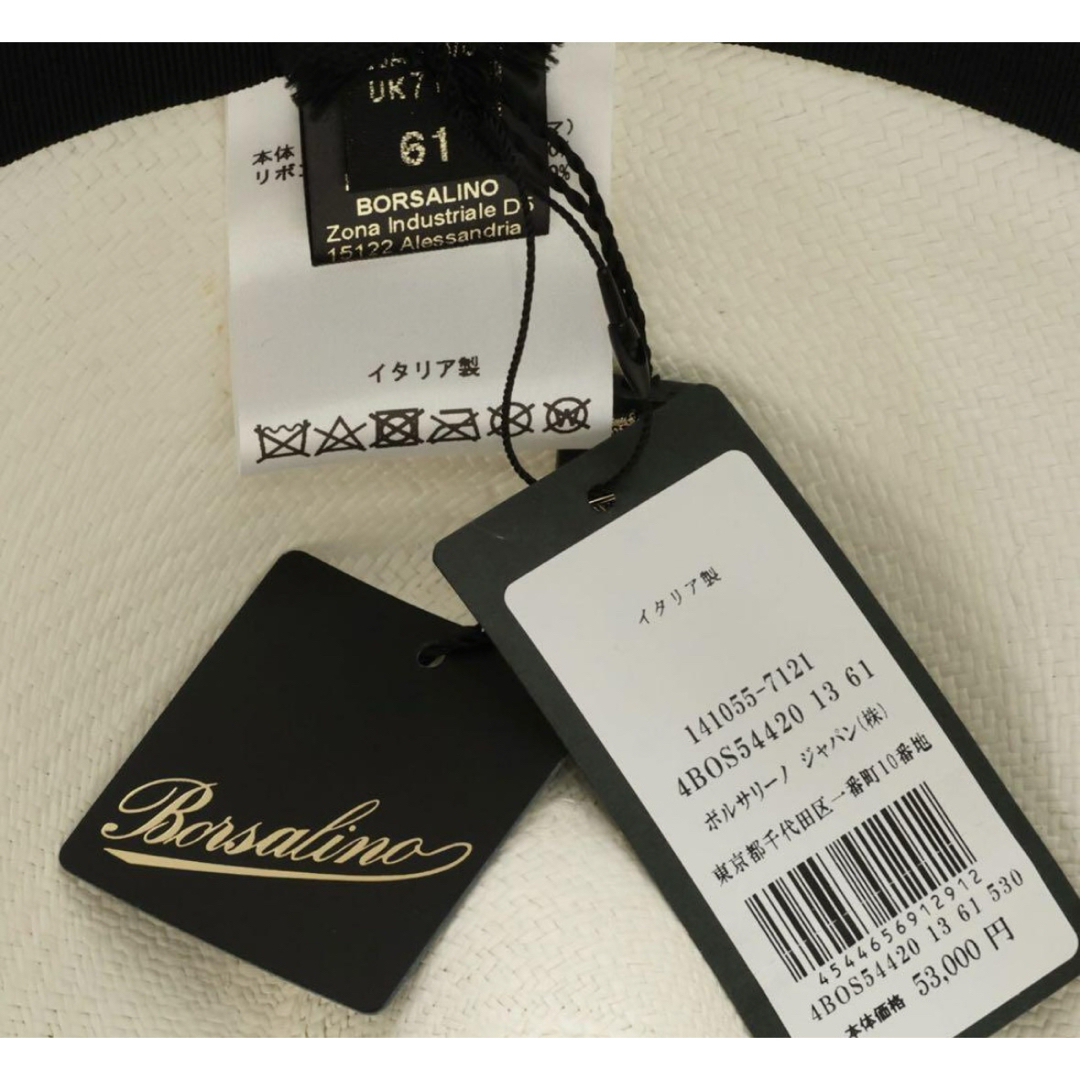 UK7
61
BORSALINO
Zona Industriale D5
15122 Alessandria
本体
リボン
イタリア製
Borsalino
イタリア製
141055-7121
4BOS54420 13 61
ボルサリーノ ジャパン(株)
東京都千代田区一番町10番地
4544656912912
4BOS54420 13 61 530
本体価格 53,000 円